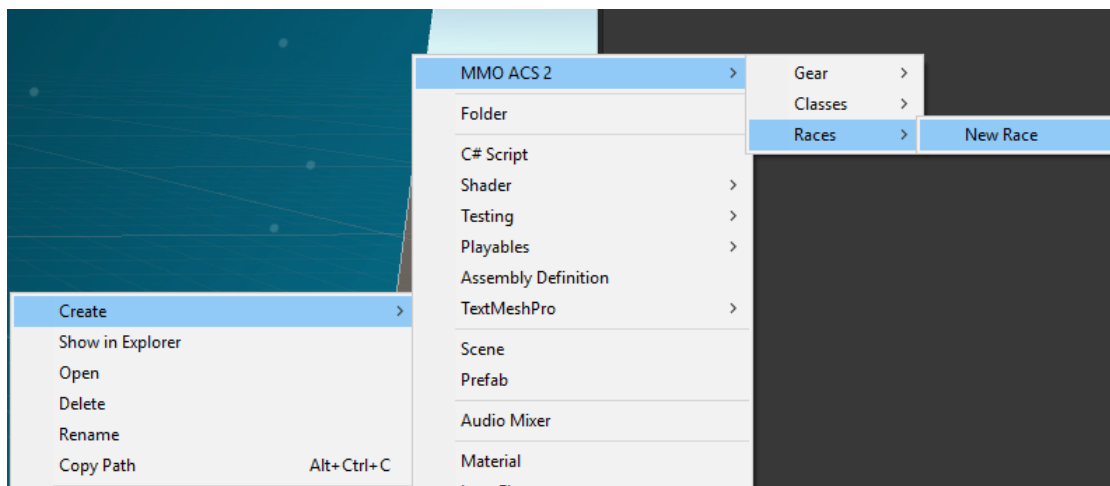 MMO ACS 2
Folder
C# Script
Shader
Testing
Playables
Assembly Definition
TextMeshPro
Scene
Prefab
Audio Mixer
Material
Gear
Classes
Races
New Race
Create
Show in Explorer
Open
Delete
Rename
Copy Path Alt+Ctrl+C